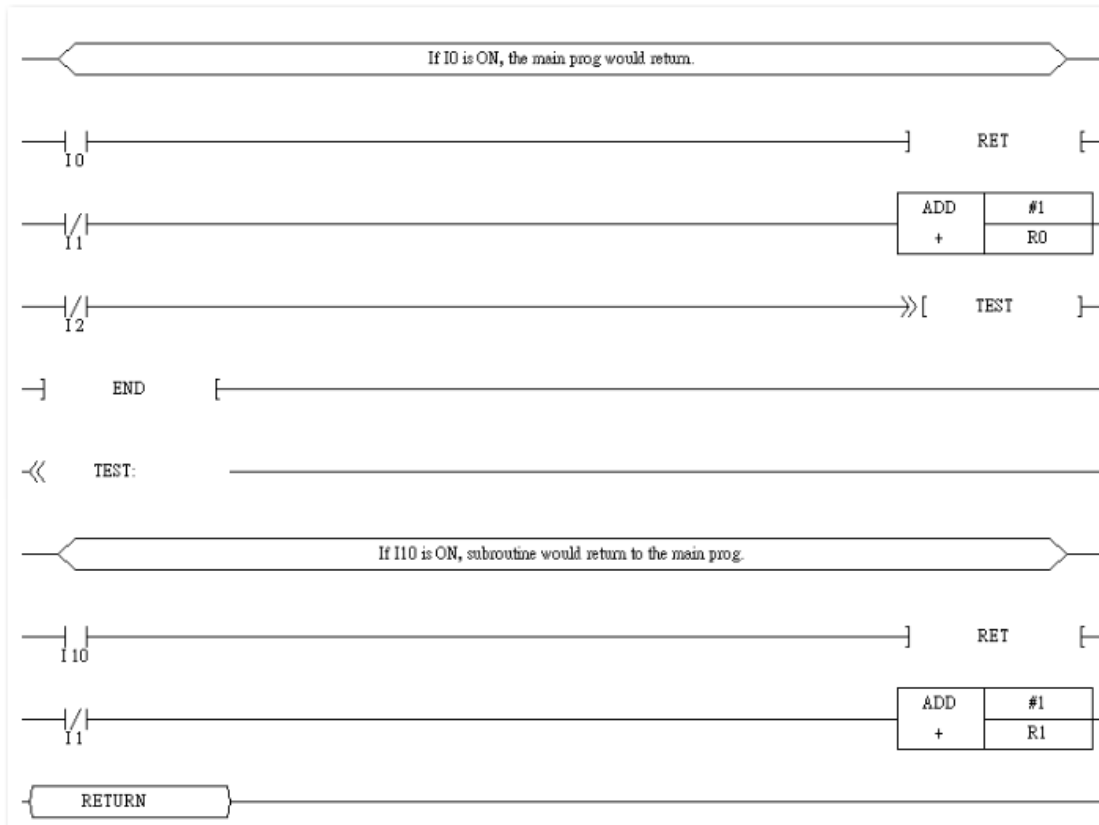 If I0 is ON, the main prog would return.
I0
RET
I1
ADD #1
+ R0
I2
TEST
END
TEST:
If I10 is ON, subroutine would return to the main prog.
I10
RET
I1
ADD #1
+ R1
RETURN